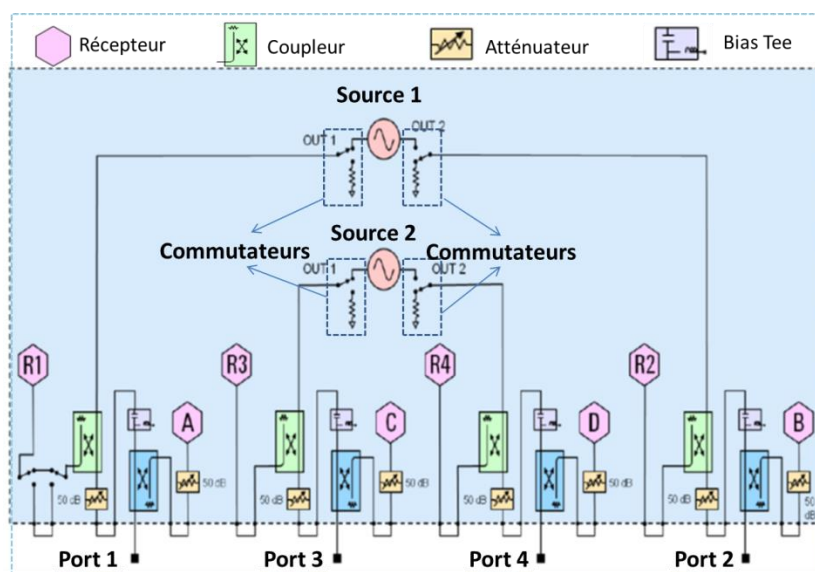 Récepteur
Coupleur
Atténuateur
Bias Tee
Source 1
OUT 1
OUT 2
Commutateurs
Source 2
Commutateurs
OUT 1
OUT 2
R1
R3
R4
R2
A
C
D
B
50 dB
50 dB
50 dB
50 dB
50 dB
50 dB
50 dB
50 dB
Port 1
Port 3
Port 4
Port 2